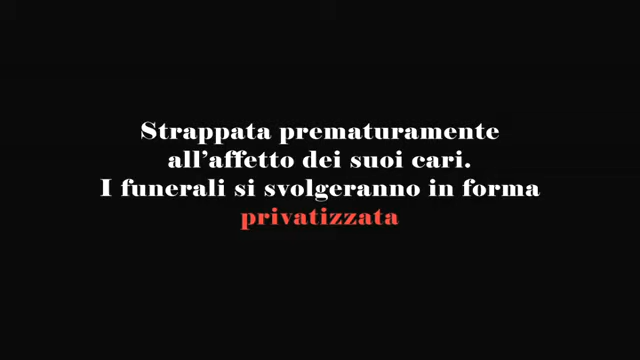 Strappata prematuramente
all’affetto dei suoi cari.
I funerali si svolgeranno in forma
privatizzata